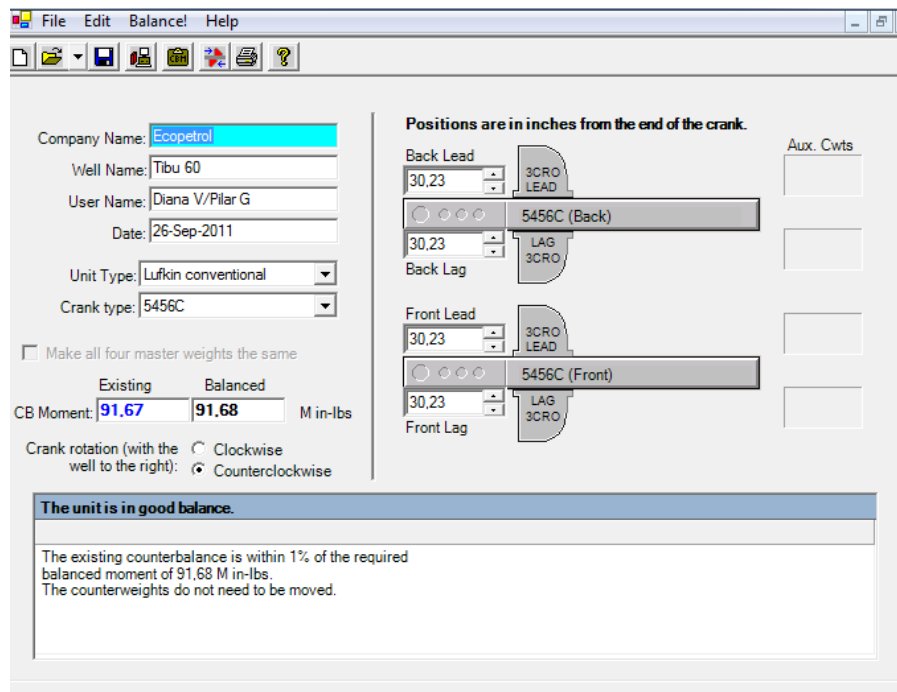 File Edit Balance! Help
CBM
?
Positions are in inches from the end of the crank.
Company Name: Ecopetrol
Well Name: Tibu 60
User Name: Diana V/Pilar G
Date: 26-Sep-2011
Unit Type: Lufkin conventional
Crank type: 5456C
Make all four master weights the same
Existing Balanced
CB Moment: 91,67 91,68 M in-lbs
Crank rotation (with the well to the right):
Clockwise
Counterclockwise
Back Lead
30,23
3CRO
LEAD
Aux. Cwts
5456C (Back)
30,23
LAG
3CRO
Back Lag
Front Lead
30,23
3CRO
LEAD
5456C (Front)
30,23
LAG
3CRO
Front Lag
The unit is in good balance.
The existing counterbalance is within 1% of the required
balanced moment of 91,68 M in-lbs.
The counterweights do not need to be moved.